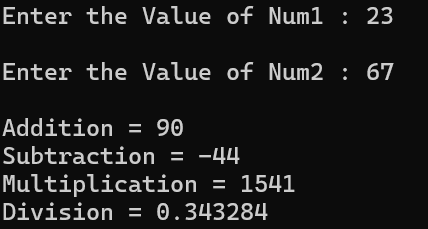 Enter the Value of Num1 : 23
Enter the Value of Num2 : 67
Addition = 90
Subtraction = -44
Multiplication = 1541
Division = 0.343284